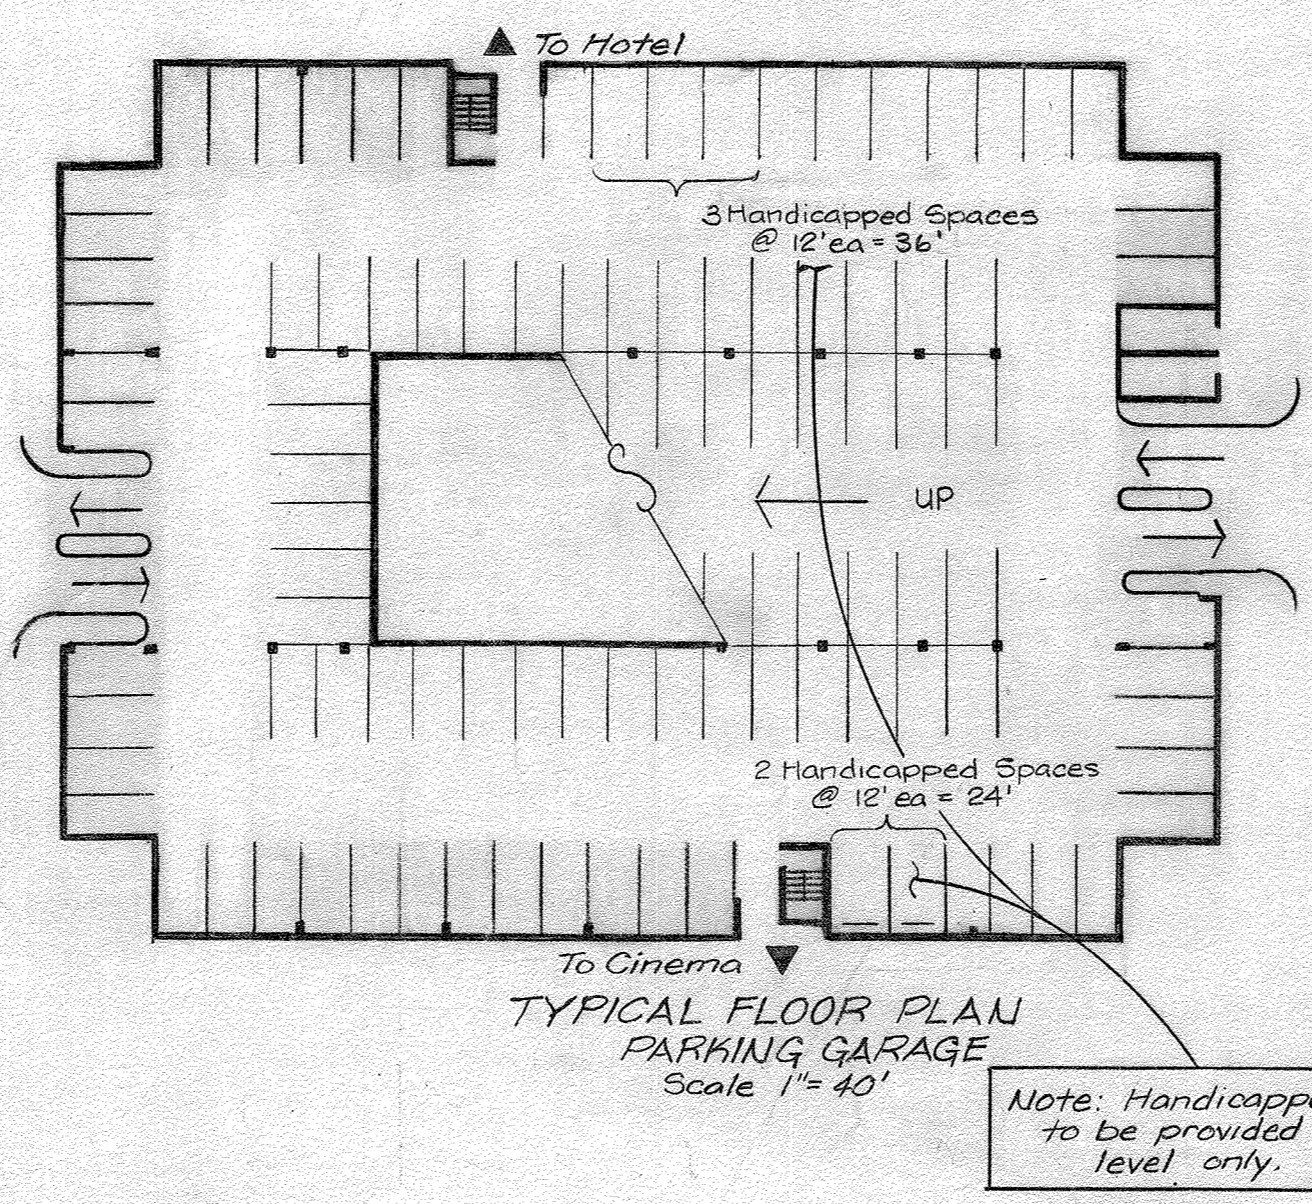 To Hotel
3 Handicapped Spaces
@ 12' ea = 36'
UP
2 Handicapped Spaces
@ 12' ea = 24'
To Cinema
TYPICAL FLOOR PLAN
PARKING GARAGE
Scale 1"= 40'
Note: Handicapp
to be provided
level only.